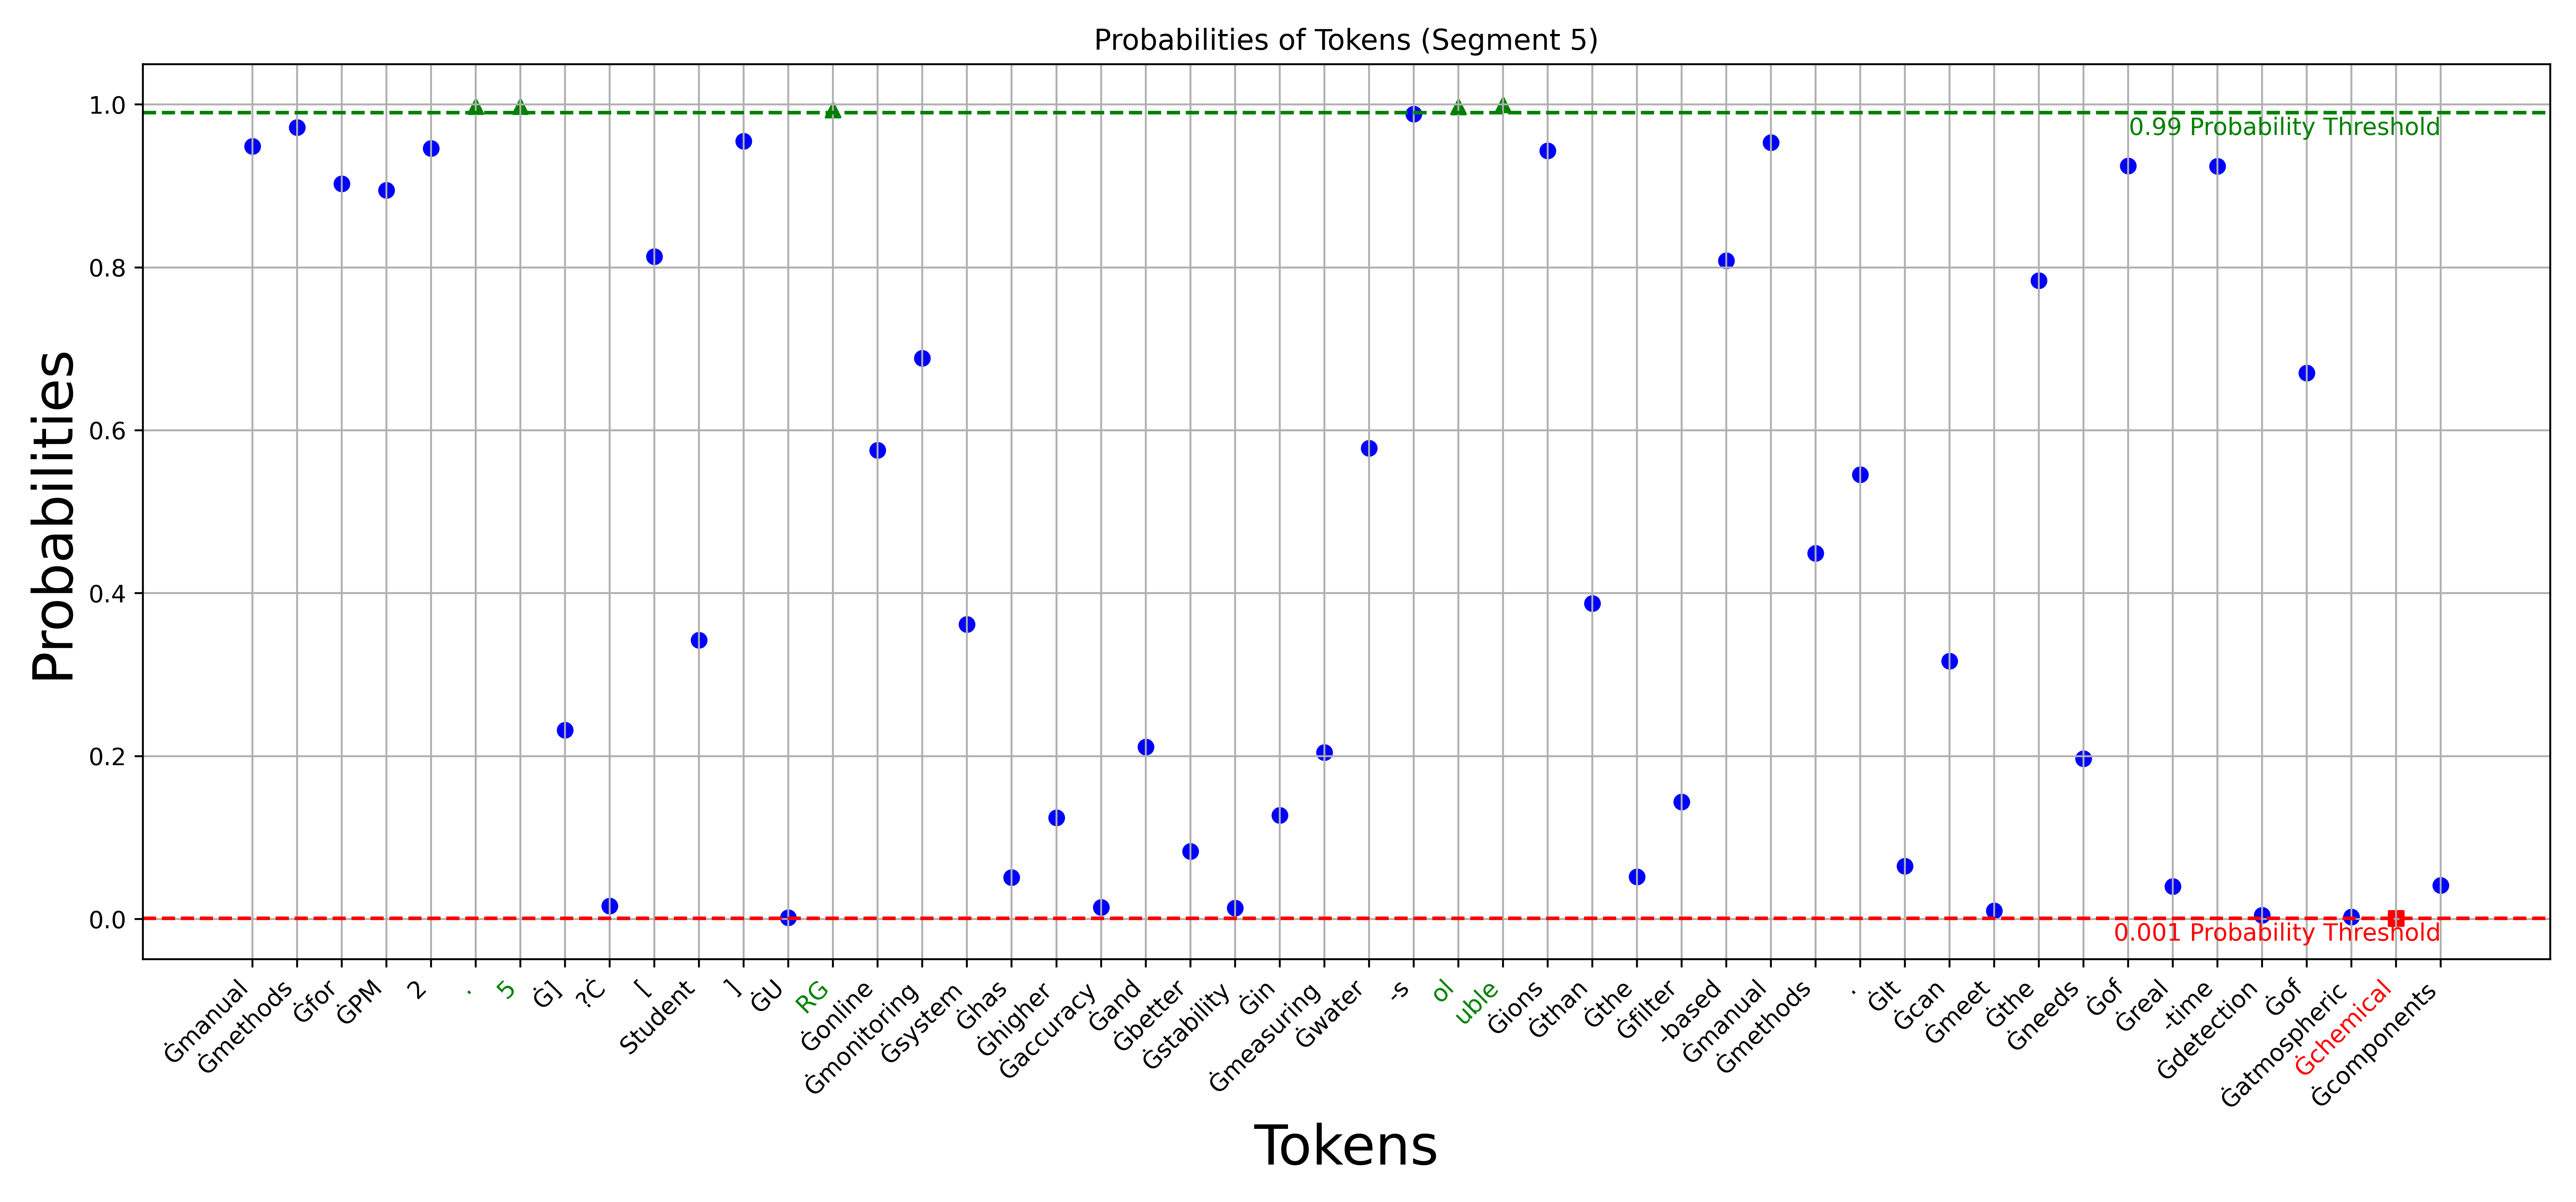 Probabilities of Tokens (Segment 5)
Probabilities
1.0
0.8
0.6
0.4
0.2
0.0
0.99 Probability Threshold
0.001 Probability Threshold
Ġmanual
Ġmethods
Ġfor
ĠPM
2
.
5
Ġ]
?Ċ
[
Student
]
ĠU
RG
Ġonline
Ġmonitoring
Ġsystem
Ġhas
Ġhigher
Ġaccuracy
Ġand
Ġbetter
Ġstability
Ġin
Ġmeasuring
Ġwater
-s
ol
uble
Ġions
Ġthan
Ġthe
Ġfilter
-based
Ġmanual
Ġmethods
.
ĠIt
Ġcan
Ġmeet
Ġthe
Ġneeds
Ġof
Ġreal
-time
Ġdetection
Ġof
Ġatmospheric
Ġchemical
Ġcomponents
Tokens